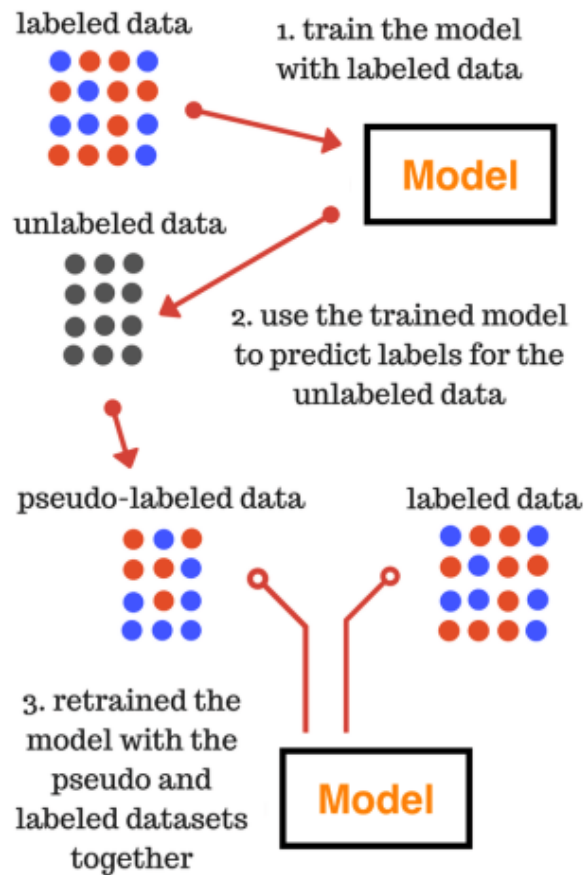 labeled data
1. train the model
with labeled data
Model
unlabeled data
2. use the trained model
to predict labels for the
unlabeled data
pseudo-labeled data
labeled data
3. retrained the
model with the
pseudo and
labeled datasets
together
Model